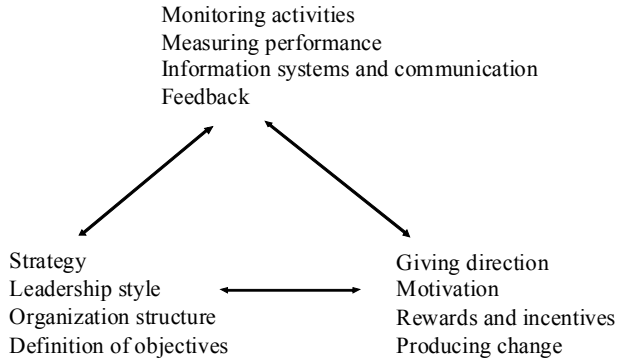 Monitoring activities
Measuring performance
Information systems and communication
Feedback
Strategy
Leadership style
Organization structure
Definition of objectives
Giving direction
Motivation
Rewards and incentives
Producing change